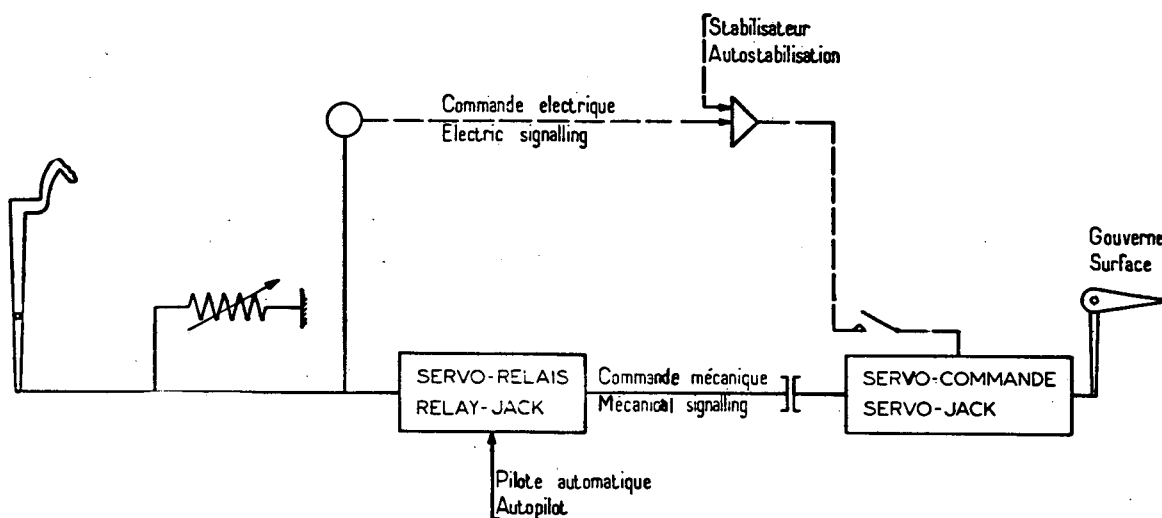 Stabilisateur
Autostabilisation
Commande electrique
Electric signalling
Gouverne
Surface
SERVO-RELAIS
RELAY-JACK
Commande mécanique
Mécanical signalling
SERVO-COMMANDE
SERVO-JACK
Pilote automatique
Autopilot